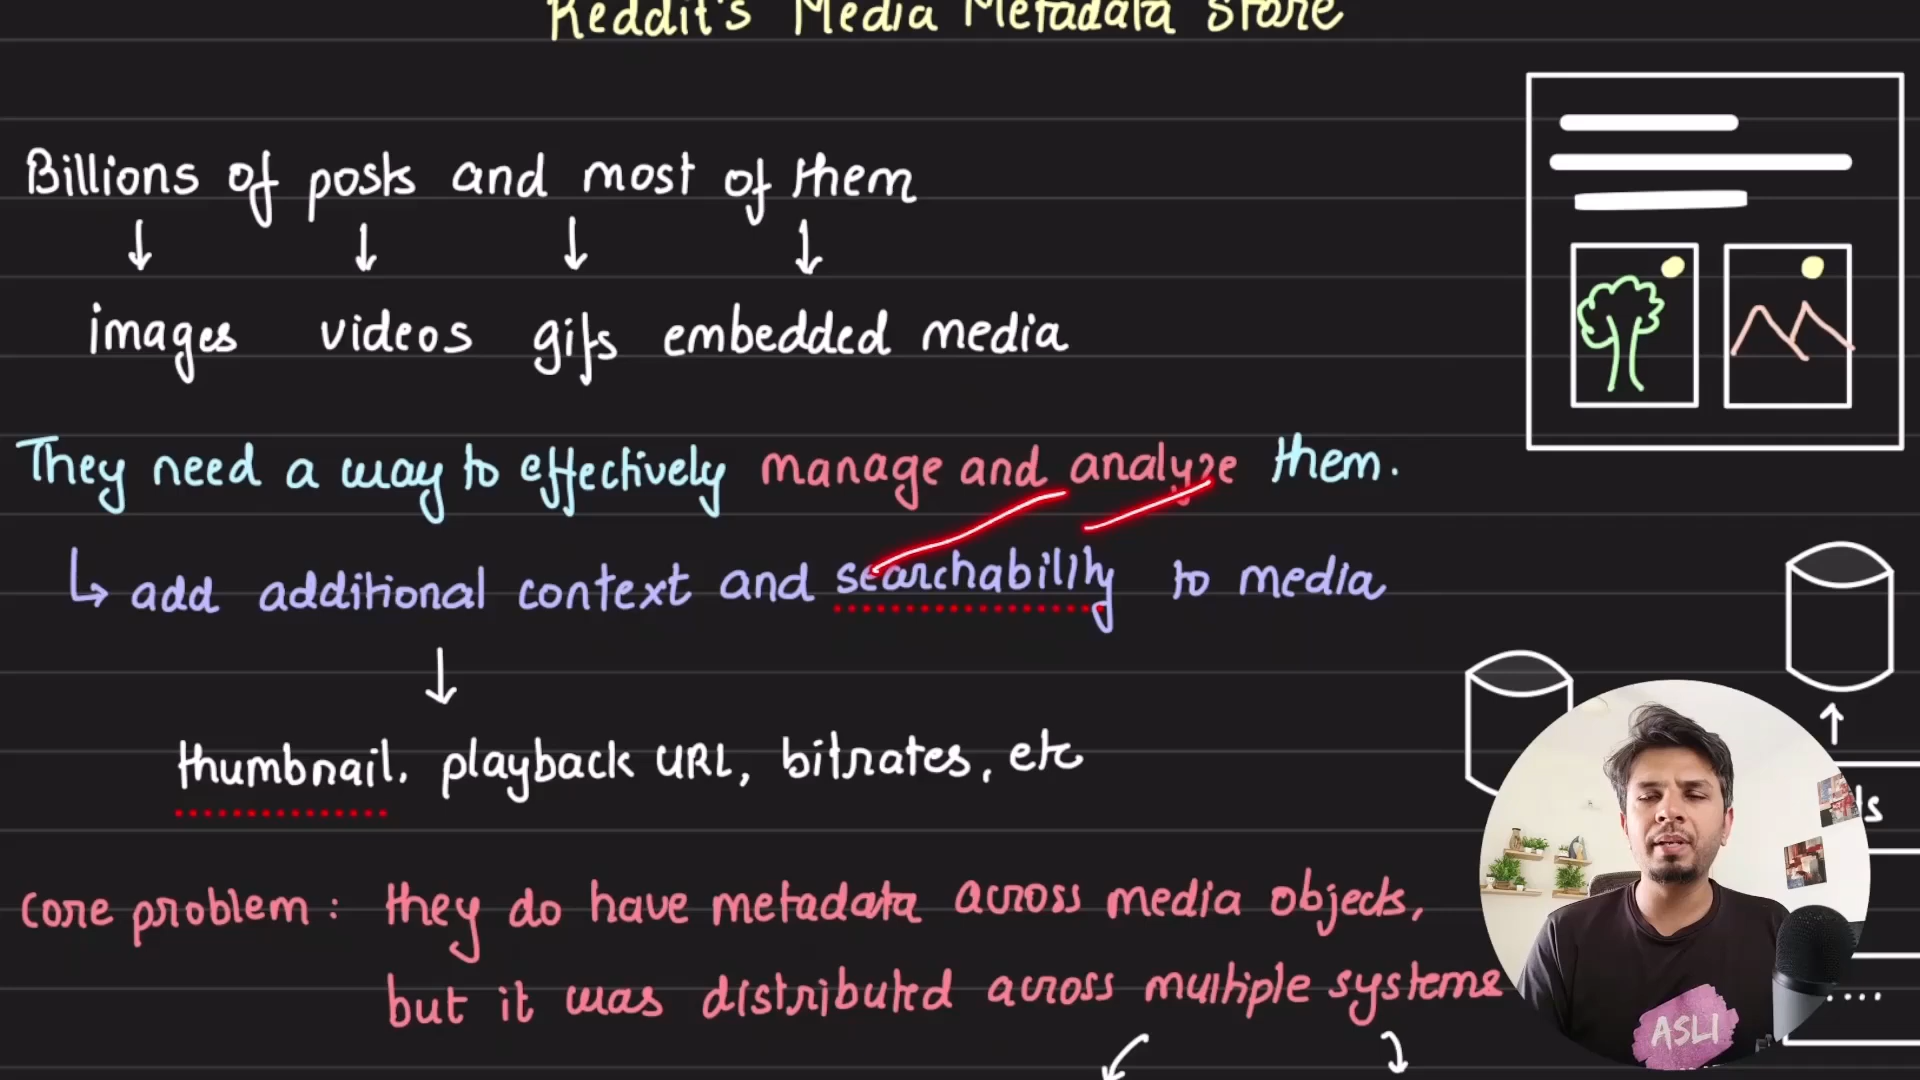 Reddit's Media Metadata Store
Billions of posts and most of them
images videos gifs embedded media
They need a way to effectively manage and analyze them.
add additional context and searchability to media
thumbnail, playback URL, bitrates, etc
core problem: they do have metadata across media objects,
but it was distributed across multiple systems
ASLI